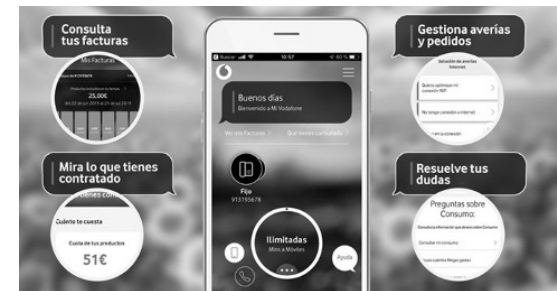 Consulta
tus facturas
Mis Facturas
25,00€
Mira lo que tienes
contratado
Cuánto te cuesta
Cuota de tus productos
51€
10:57
60 %
Buenos días
Bienvenido a Mi Vodafone
Ver mis facturas
Qué tienes contratado
Fijo
Ilimitadas
Mins a Móviles
Ayuda
Gestiona averías
y pedidos
Solución de averías
Internet
Quiero optimizar mi
conexión WiFi
No tengo conexión a internet
Resuelve tus
dudas
Preguntas sobre
Consumo:
Consultar mi consumo